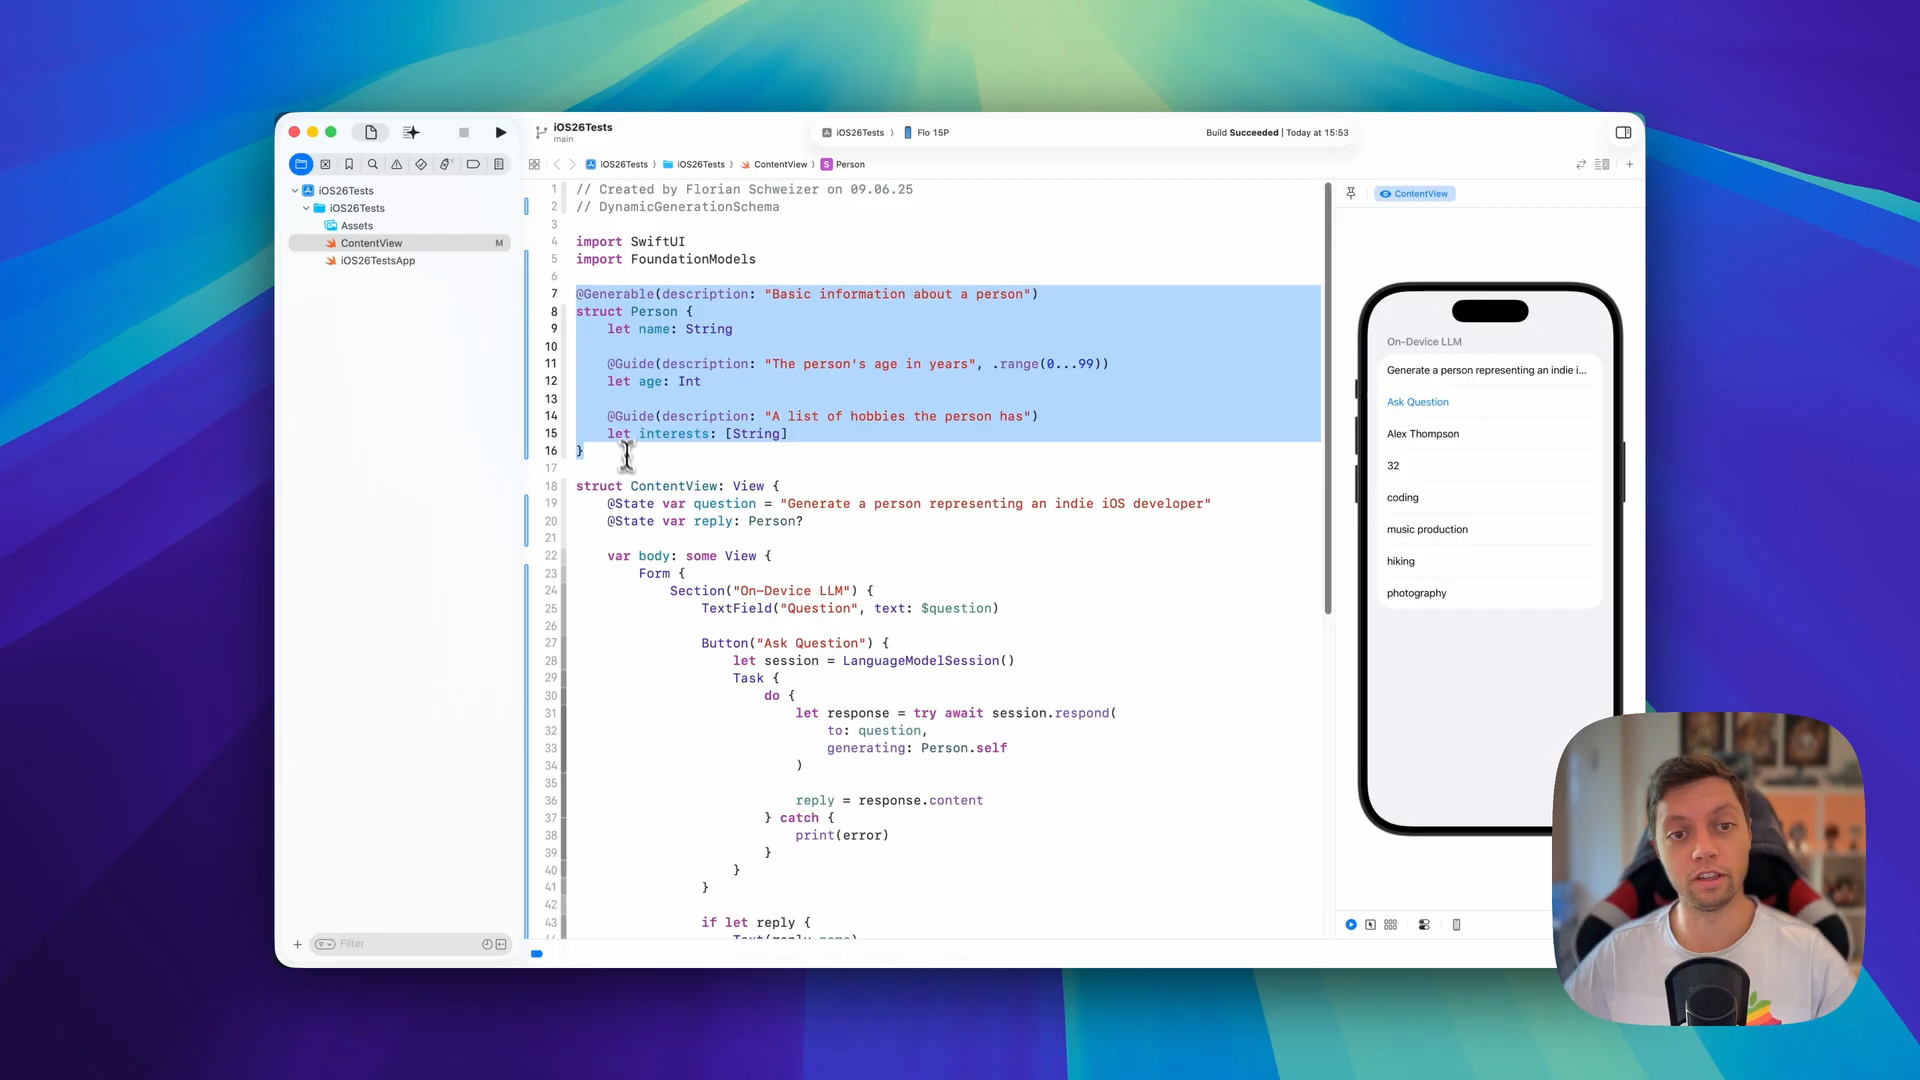 iOS26Tests
main
iOS26Tests
Flo 15P
Build Succeeded | Today at 15:53
iOS26Tests
iOS26Tests
ContentView
Person
iOS26Tests
iOS26Tests
Assets
ContentView
M
iOS26TestsApp
Filter
1 // Created by Florian Schweizer on 09.06.25
2 // DynamicGenerationSchema
3
4 import SwiftUI
5 import FoundationModels
6
7 @Generable(description: "Basic information about a person")
8 struct Person {
9 let name: String
10
11 @Guide(description: "The person's age in years", .range(0...99))
12 let age: Int
13
14 @Guide(description: "A list of hobbies the person has")
15 let interests: [String]
16 }
17
18 struct ContentView: View {
19 @State var question = "Generate a person representing an indie iOS developer"
20 @State var reply: Person?
21
22 var body: some View {
23 Form {
24 Section("On-Device LLM") {
25 TextField("Question", text: $question)
26
27 Button("Ask Question") {
28 let session = LanguageModelSession()
29 Task {
30 do {
31 let response = try await session.respond(
32 to: question,
33 generating: Person.self
34 )
35
36 reply = response.content
37 } catch {
38 print(error)
39 }
40 }
41 }
42
43 if let reply {
Text(reply.name)
ContentView
On-Device LLM
Generate a person representing an indie i...
Ask Question
Alex Thompson
32
coding
music production
hiking
photography